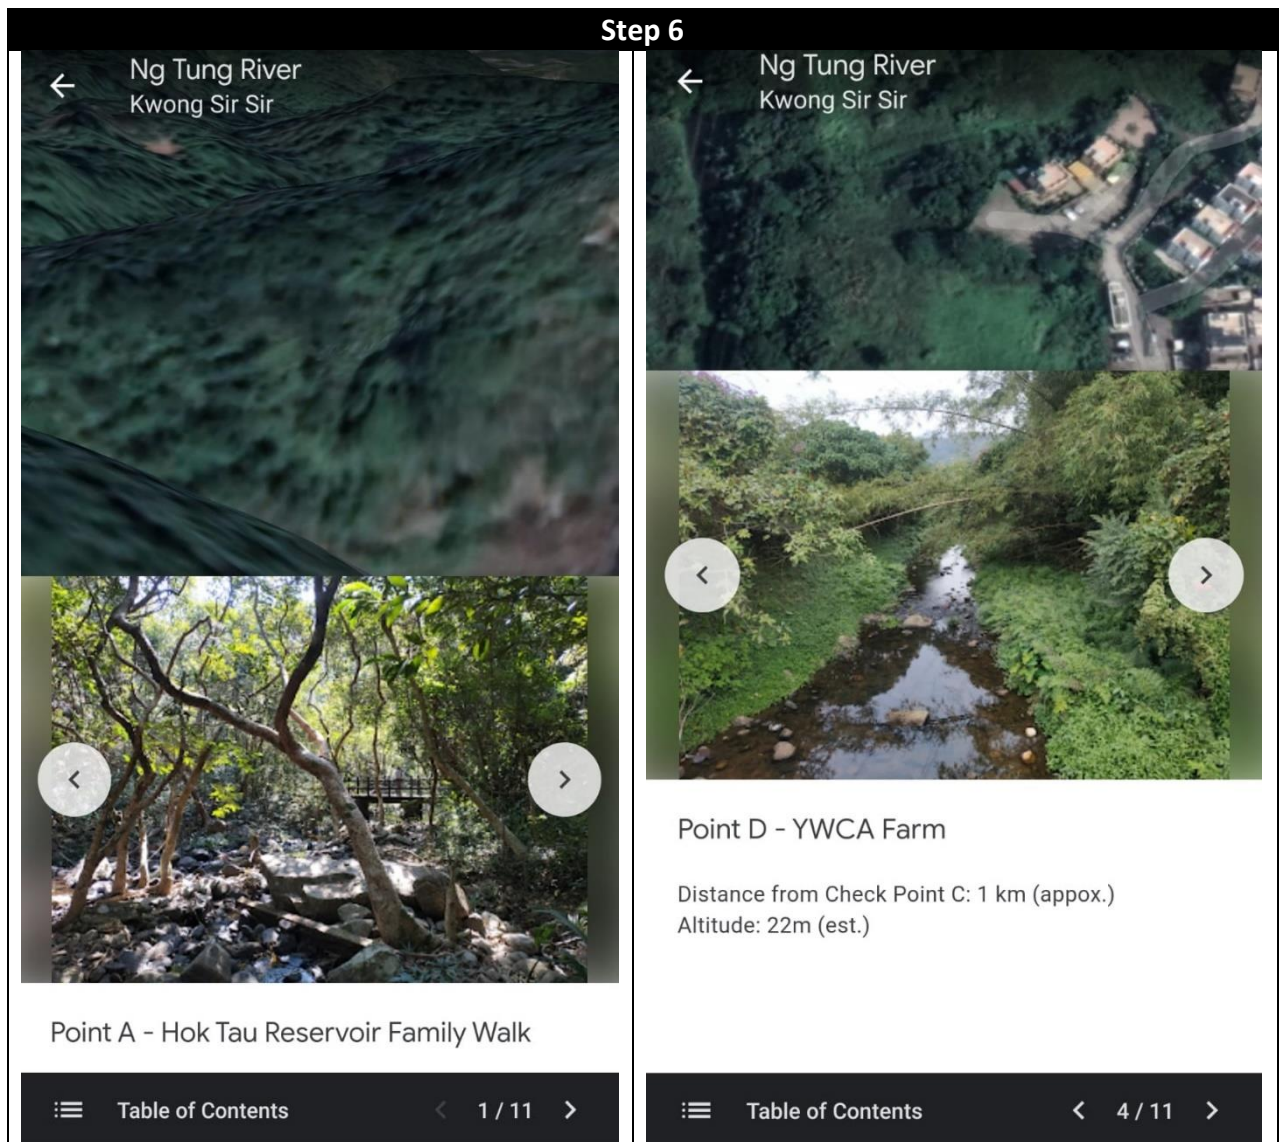 Step 6
Ng Tung River
Kwong Sir Sir
Point A - Hok Tau Reservoir Family Walk
Table of Contents
1 / 11
Ng Tung River
Kwong Sir Sir
Point D - YWCA Farm
Distance from Check Point C: 1 km (appox.)
Altitude: 22m (est.)
Table of Contents
4 / 11